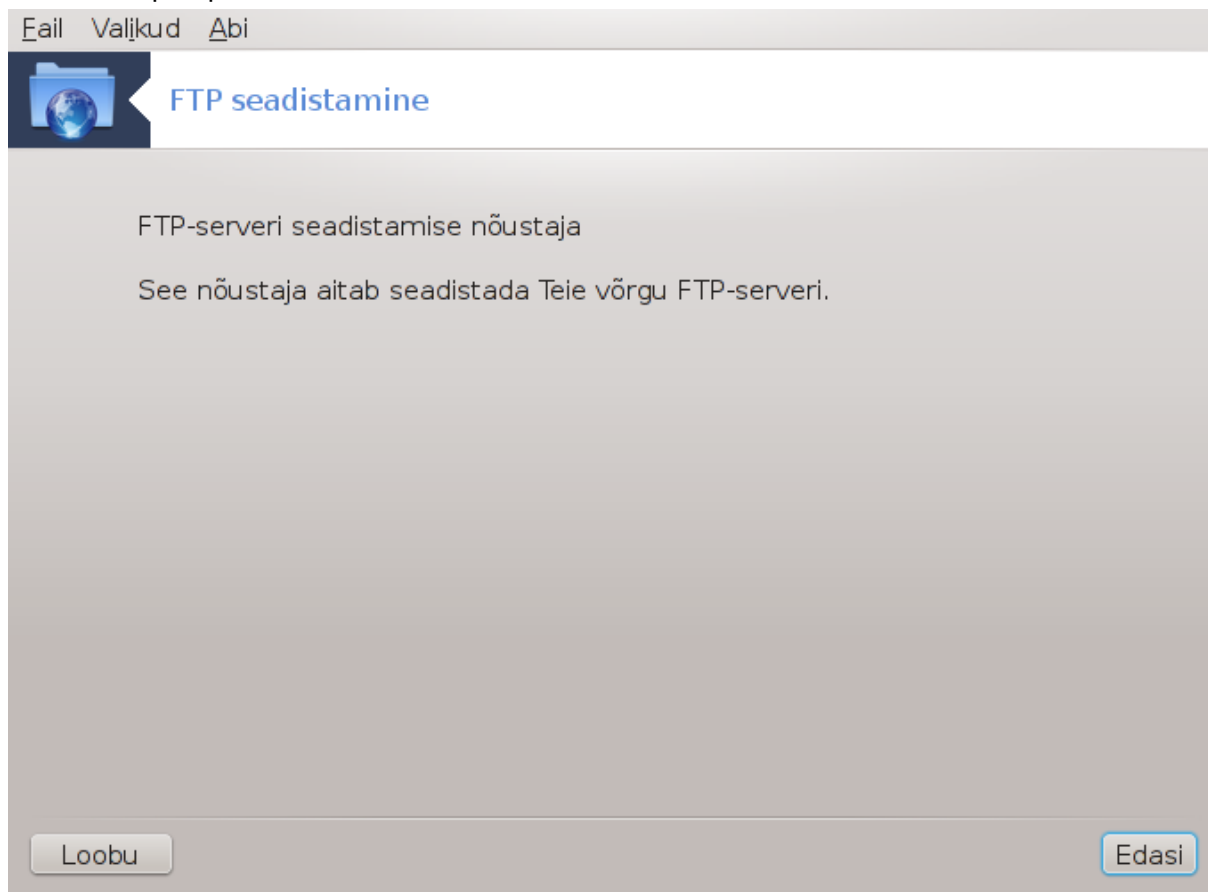 Fail Valikud Abi
FTP seadistamine
FTP-serveri seadistamise nõustaja
See nõustaja aitab seadistada Teie võrgu FTP-serveri.
Loobu Edasi